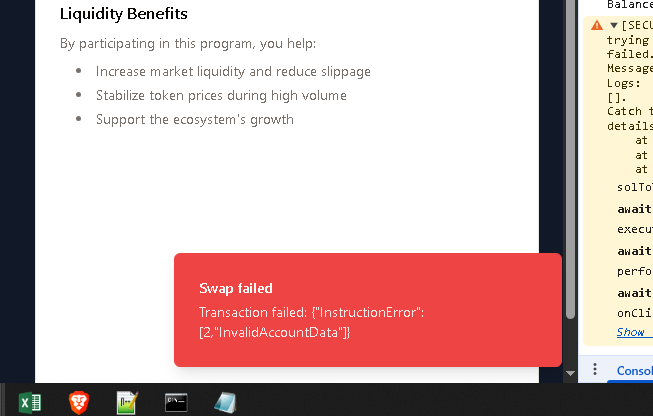 Liquidity Benefits
By participating in this program, you help:
• Increase market liquidity and reduce slippage
• Stabilize token prices during high volume
• Support the ecosystem's growth
Swap failed
Transaction failed: {"InstructionError":
[2,"InvalidAccountData"]}
Balance
[SECU
trying
failed.
Message
Logs:
[].
Catch t
details
at
at
at
solTo
await
execut
await
perfo
await
onCli
Show
Consol